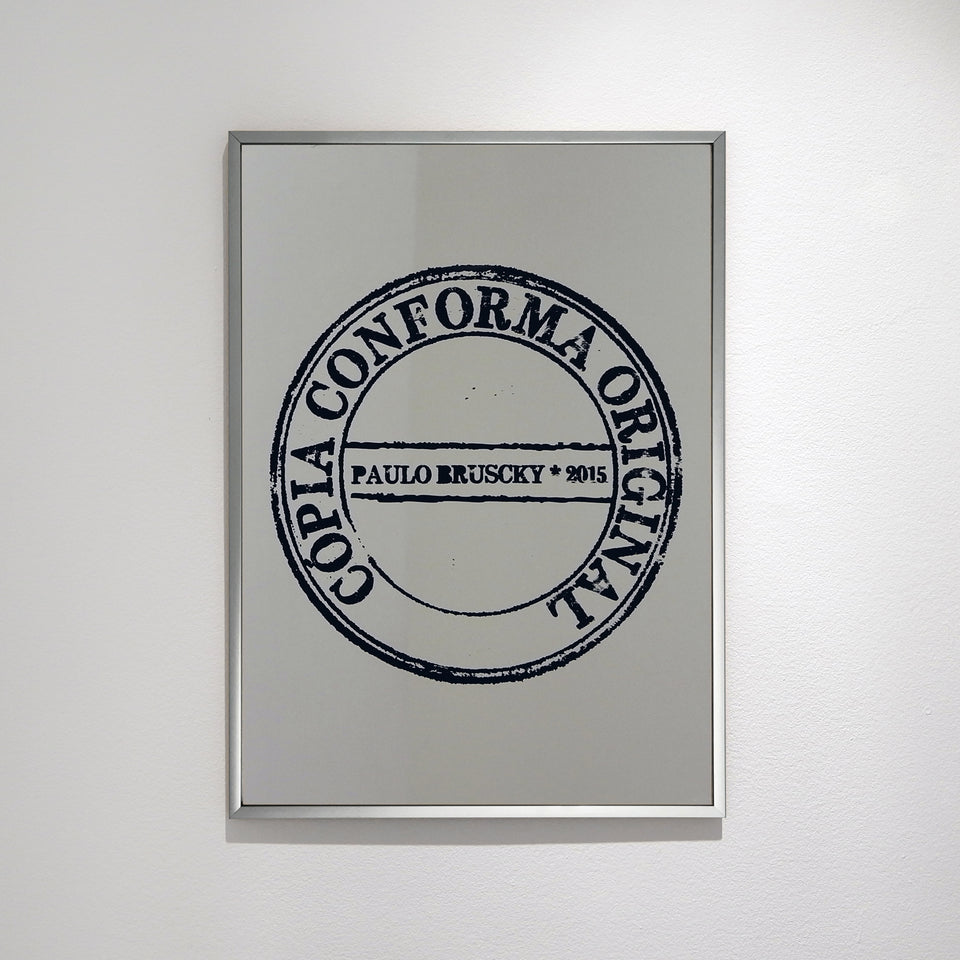 CÓPIA CONFORMA ORIGINAL
PAULO BRUSCKY * 2015